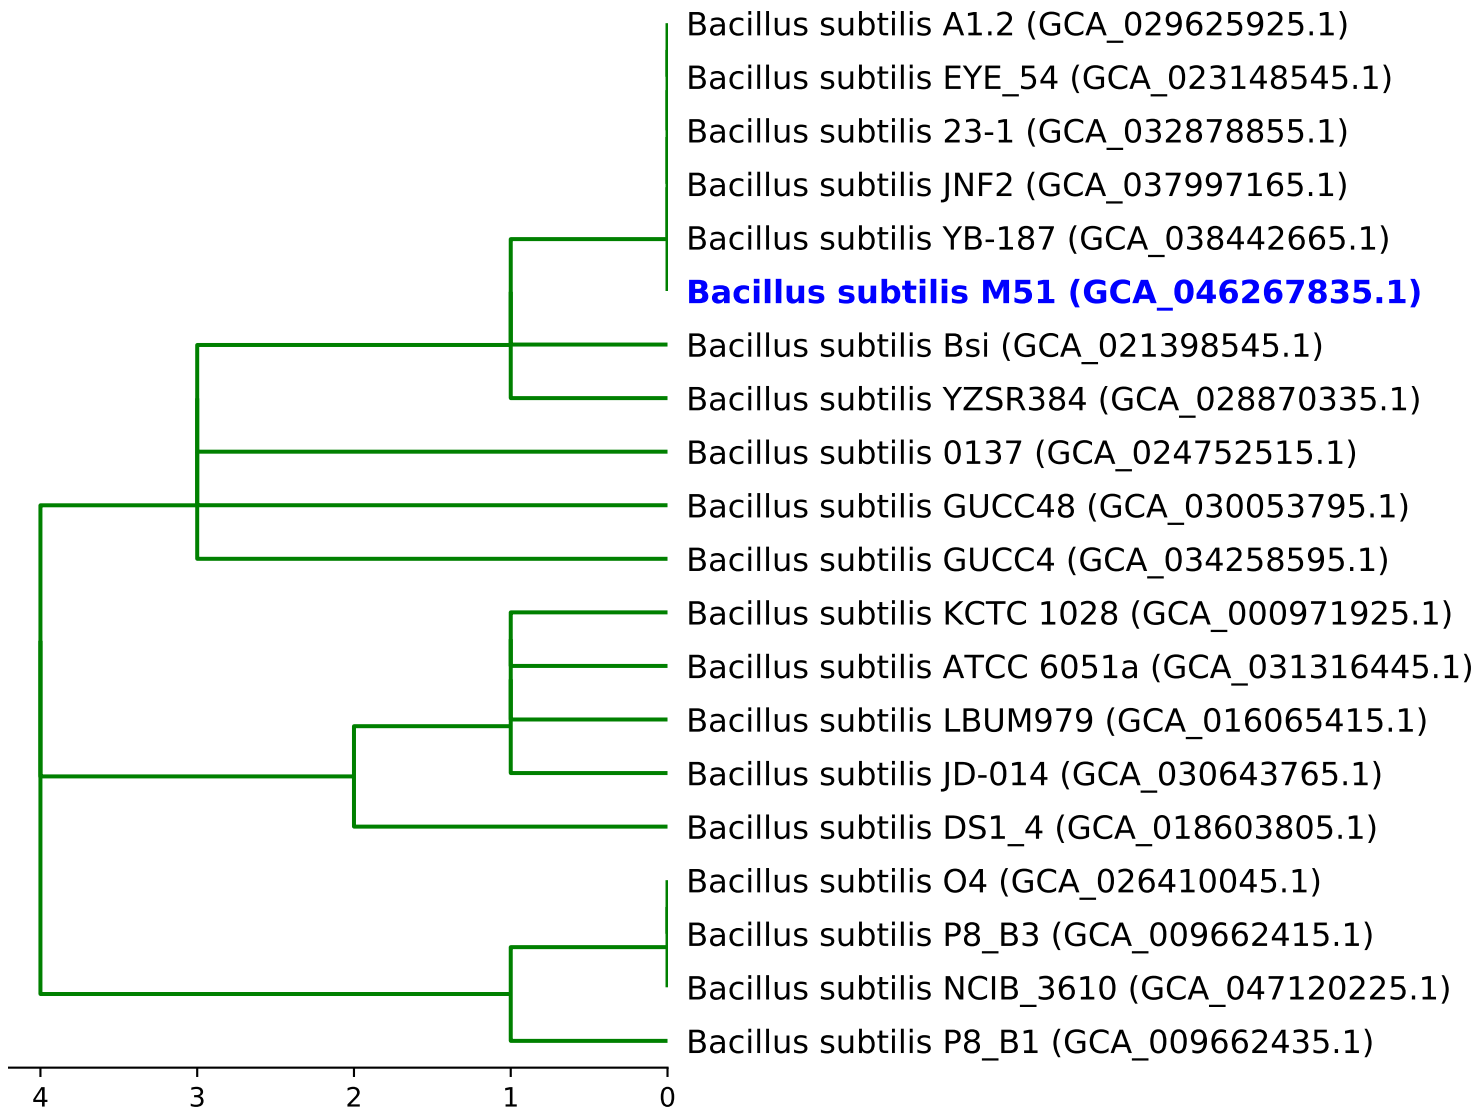 Bacillus subtilis A1.2 (GCA_029625925.1)
Bacillus subtilis EYE_54 (GCA_023148545.1)
Bacillus subtilis 23-1 (GCA_032878855.1)
Bacillus subtilis JNF2 (GCA_037997165.1)
Bacillus subtilis YB-187 (GCA_038442665.1)
Bacillus subtilis M51 (GCA_046267835.1)
Bacillus subtilis Bsi (GCA_021398545.1)
Bacillus subtilis YZSR384 (GCA_028870335.1)
Bacillus subtilis 0137 (GCA_024752515.1)
Bacillus subtilis GUCC48 (GCA_030053795.1)
Bacillus subtilis GUCC4 (GCA_034258595.1)
Bacillus subtilis KCTC 1028 (GCA_000971925.1)
Bacillus subtilis ATCC 6051a (GCA_031316445.1)
Bacillus subtilis LBUM979 (GCA_016065415.1)
Bacillus subtilis JD-014 (GCA_030643765.1)
Bacillus subtilis DS1_4 (GCA_018603805.1)
Bacillus subtilis O4 (GCA_026410045.1)
Bacillus subtilis P8_B3 (GCA_009662415.1)
Bacillus subtilis NCIB_3610 (GCA_047120225.1)
Bacillus subtilis P8_B1 (GCA_009662435.1)
4 3 2 1 0